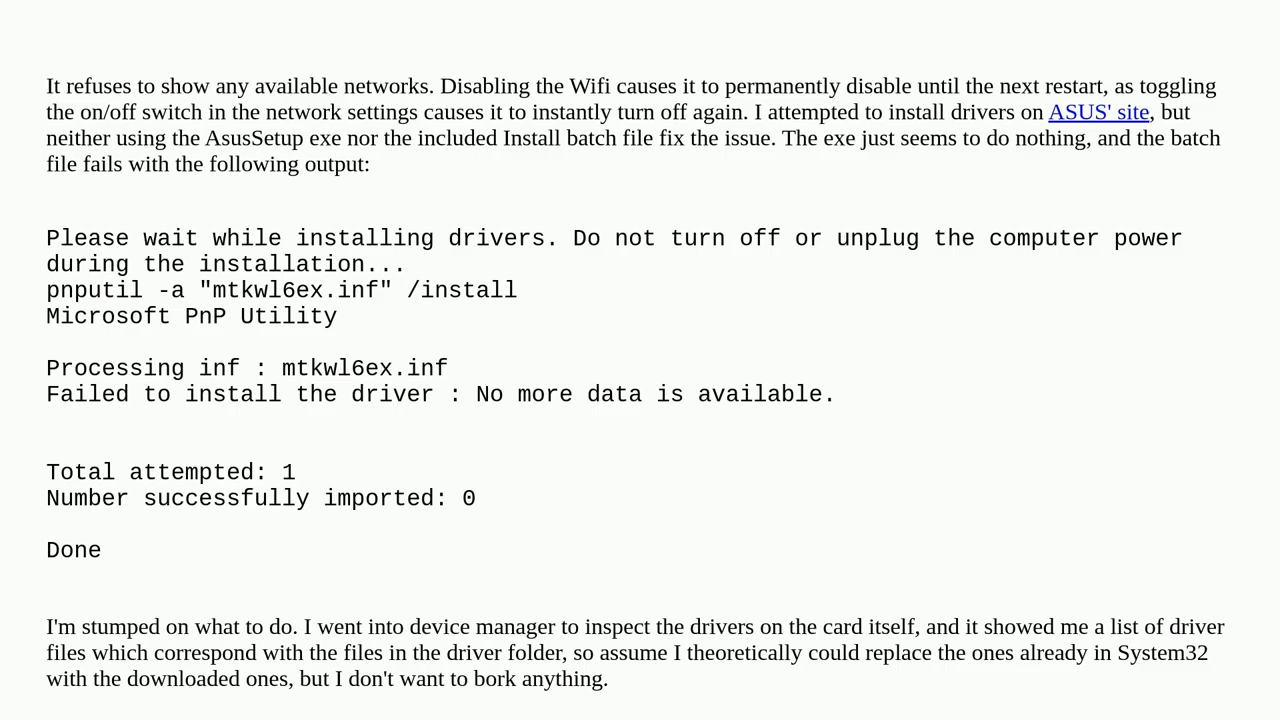 It refuses to show any available networks. Disabling the Wifi causes it to permanently disable until the next restart, as toggling
the on/off switch in the network settings causes it to instantly turn off again. I attempted to install drivers on ASUS' site, but
neither using the AsusSetup exe nor the included Install batch file fix the issue. The exe just seems to do nothing, and the batch
file fails with the following output:
Please wait while installing drivers. Do not turn off or unplug the computer power
during the installation...
pnputil -a "mtkwl6ex.inf" /install
Microsoft PnP Utility
Processing inf : mtkwl6ex.inf
Failed to install the driver : No more data is available.
Total attempted: 1
Number successfully imported: 0
Done
I'm stumped on what to do. I went into device manager to inspect the drivers on the card itself, and it showed me a list of driver
files which correspond with the files in the driver folder, so assume I theoretically could replace the ones already in System32
with the downloaded ones, but I don't want to bork anything.